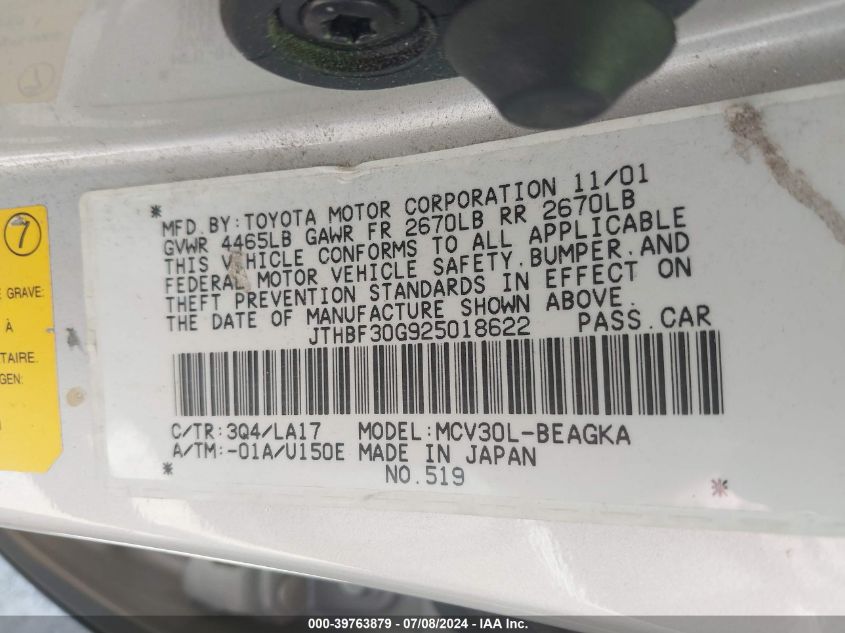 7
E GRAVE:
À
TAIRE.
GEN:
*
MFD.BY:TOYOTA MOTOR CORPORATION 11/01
GVWR 4465LB GAWR FR 2670LB RR 2670LB
THIS VEHICLE CONFORMS TO ALL APPLICABLE
FEDERAL MOTOR VEHICLE SAFETY,BUMPER,AND
THEFT PREVENTION STANDARDS IN EFFECT ON
THE DATE OF MANUFACTURE SHOWN ABOVE.
JTHBF30G925018622 PASS.CAR
C/TR:3Q4/LA17 MODEL:MCV30L-BEAGKA
A/TM:-01A/U150E MADE IN JAPAN
* NO.519 *
000-39763879 - 07/08/2024 - IAA Inc.